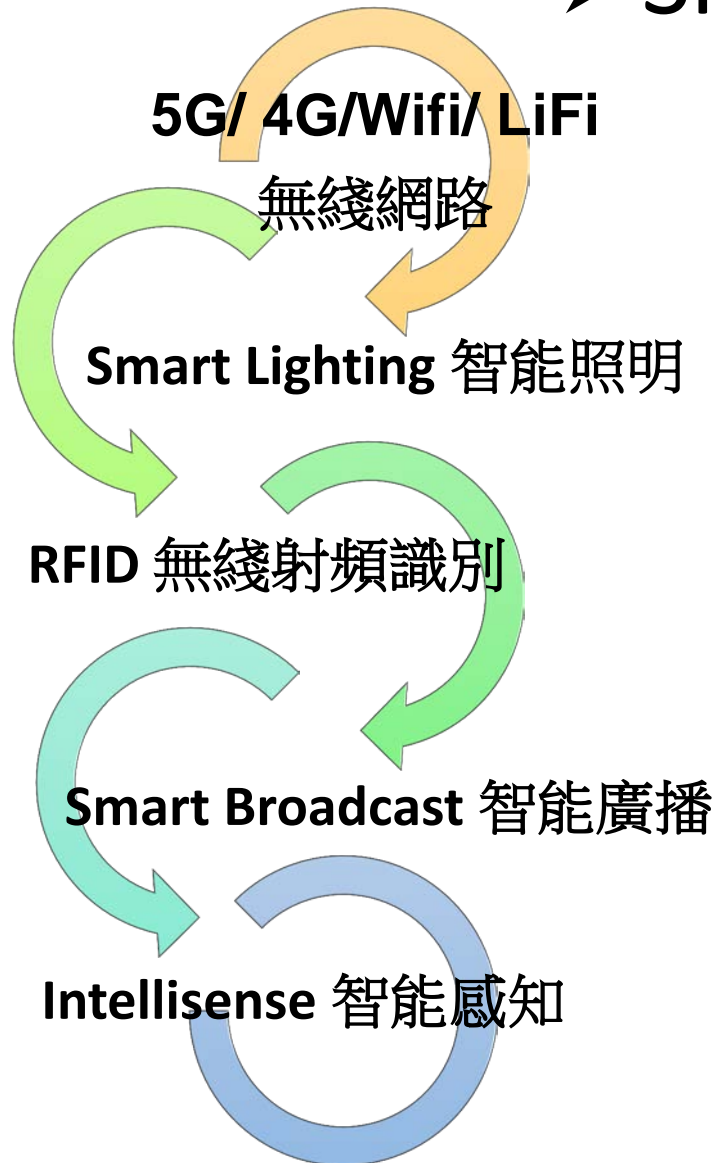 5G/ 4G/Wifi/ LiFi
無綫網路
Smart Lighting 智能照明
RFID 無綫射頻識別
Smart Broadcast 智能廣播
Intellisense 智能感知